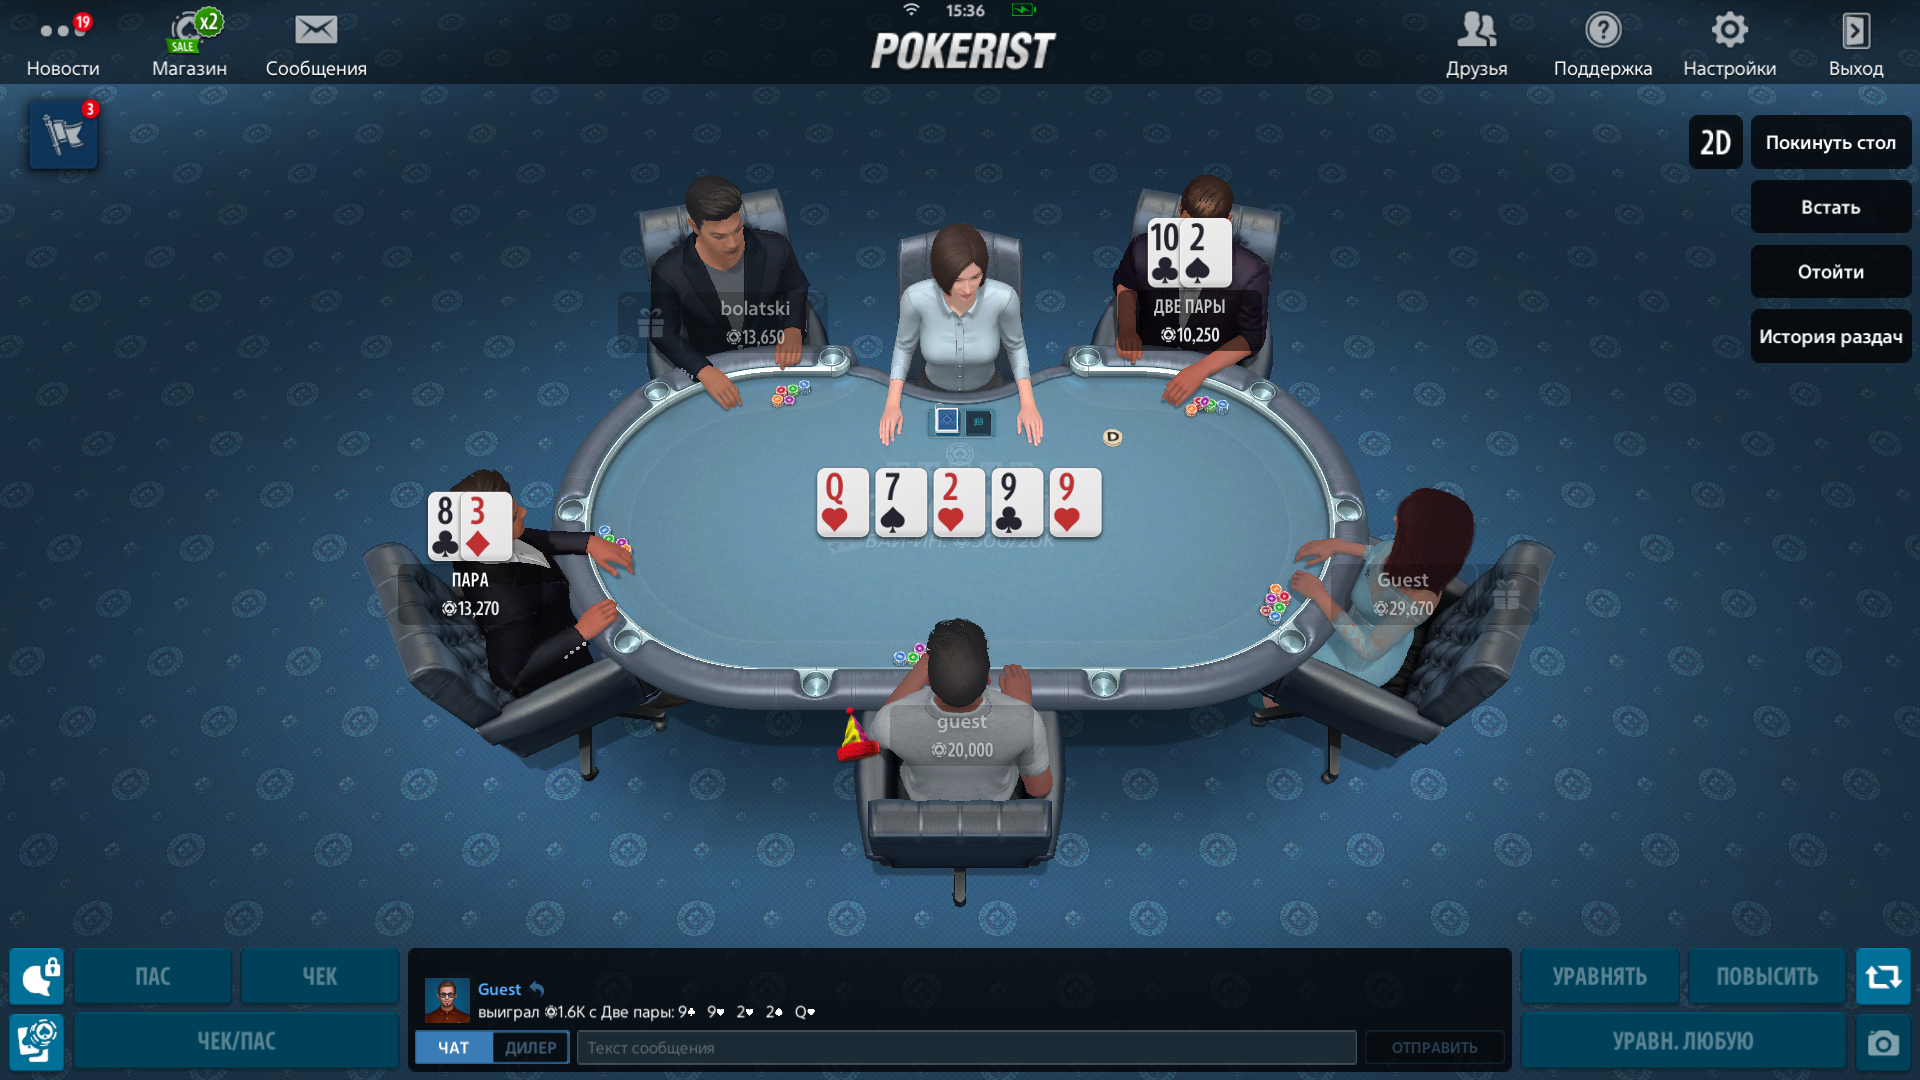 15:36
19
x2
SALE
POKERIST
Новости
Магазин
Сообщения
Друзья
Поддержка
Настройки
Выход
3
2D
Покинуть стол
Встать
Отойти
История раздач
bolatski
13,650
10 2
ДВЕ ПАРЫ
10,250
D
Q 7 2 9 9
8 3
ПАРА
13,270
Guest
29,670
guest
20,000
ПАС
ЧЕК
ЧЕК/ПАС
Guest
выиграл 1.6K с Две пары: 9♣ 9♥ 2♥ 2♠ Q♥
ЧАТ
ДИЛЕР
Текст сообщения
ОТПРАВИТЬ
УРАВНЯТЬ
ПОВЫСИТЬ
УРАВН. ЛЮБУЮ